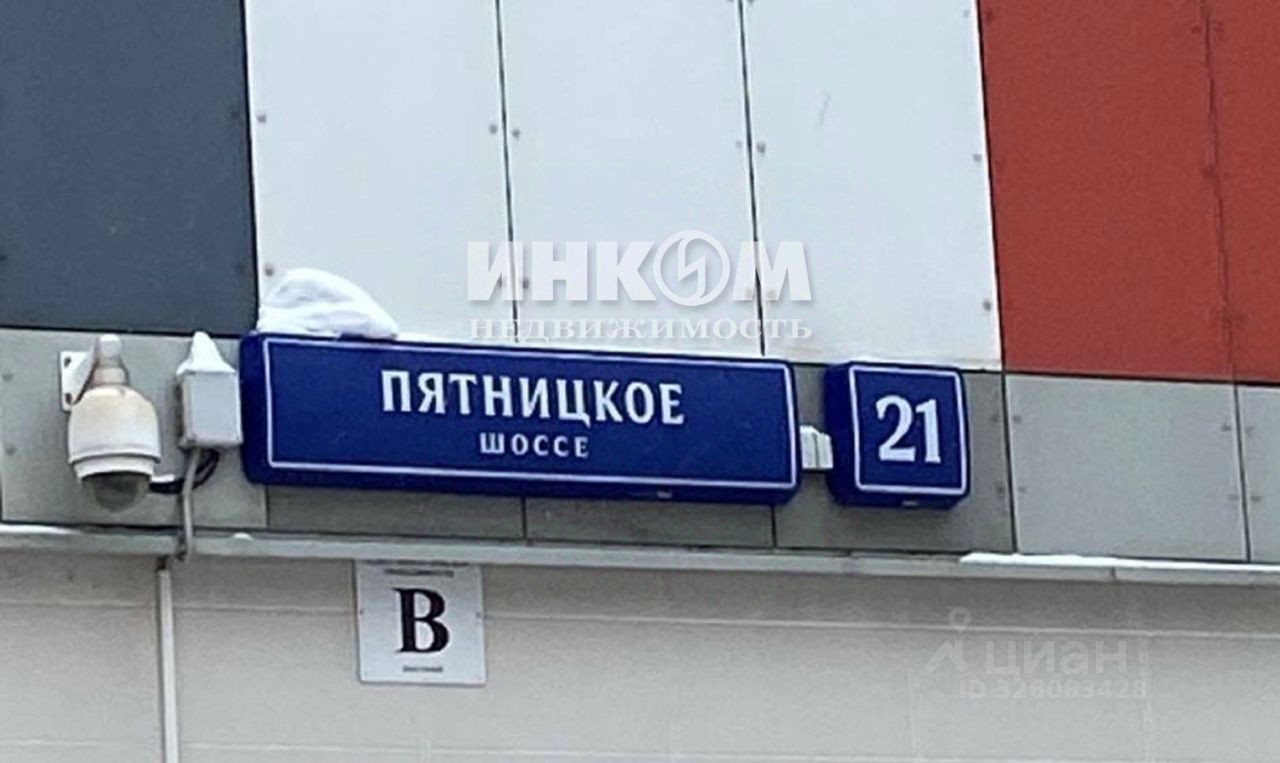 ИНКОМ
НЕДВИЖИМОСТЬ
ПЯТНИЦКОЕ
ШОССЕ
21
В
циан
ID 326083428